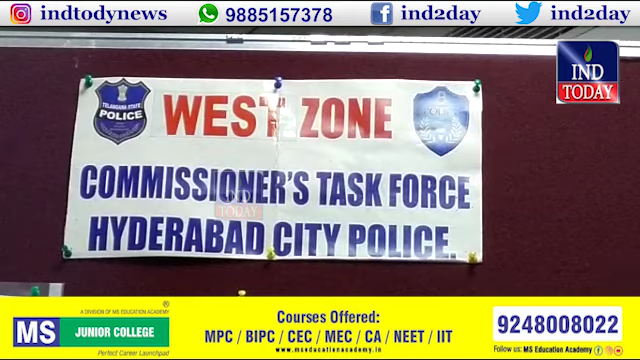 indtodynews 9885157378 ind2day ind2day
IND
TODAY
TELANGANA STATE
POLICE
WEST ZONE
COMMISSIONER'S TASK FORCE
IND
TODAY
HYDERABAD CITY POLICE.
A DIVISION OF MS EDUCATION ACADEMY
MS JUNIOR COLLEGE ®
Perfect Career Launchpad
Courses Offered:
MPC / BIPC / CEC / MEC / CA / NEET / IIT
www.mseducationacademy.in
9248008022
Follow us: MS Education Academy